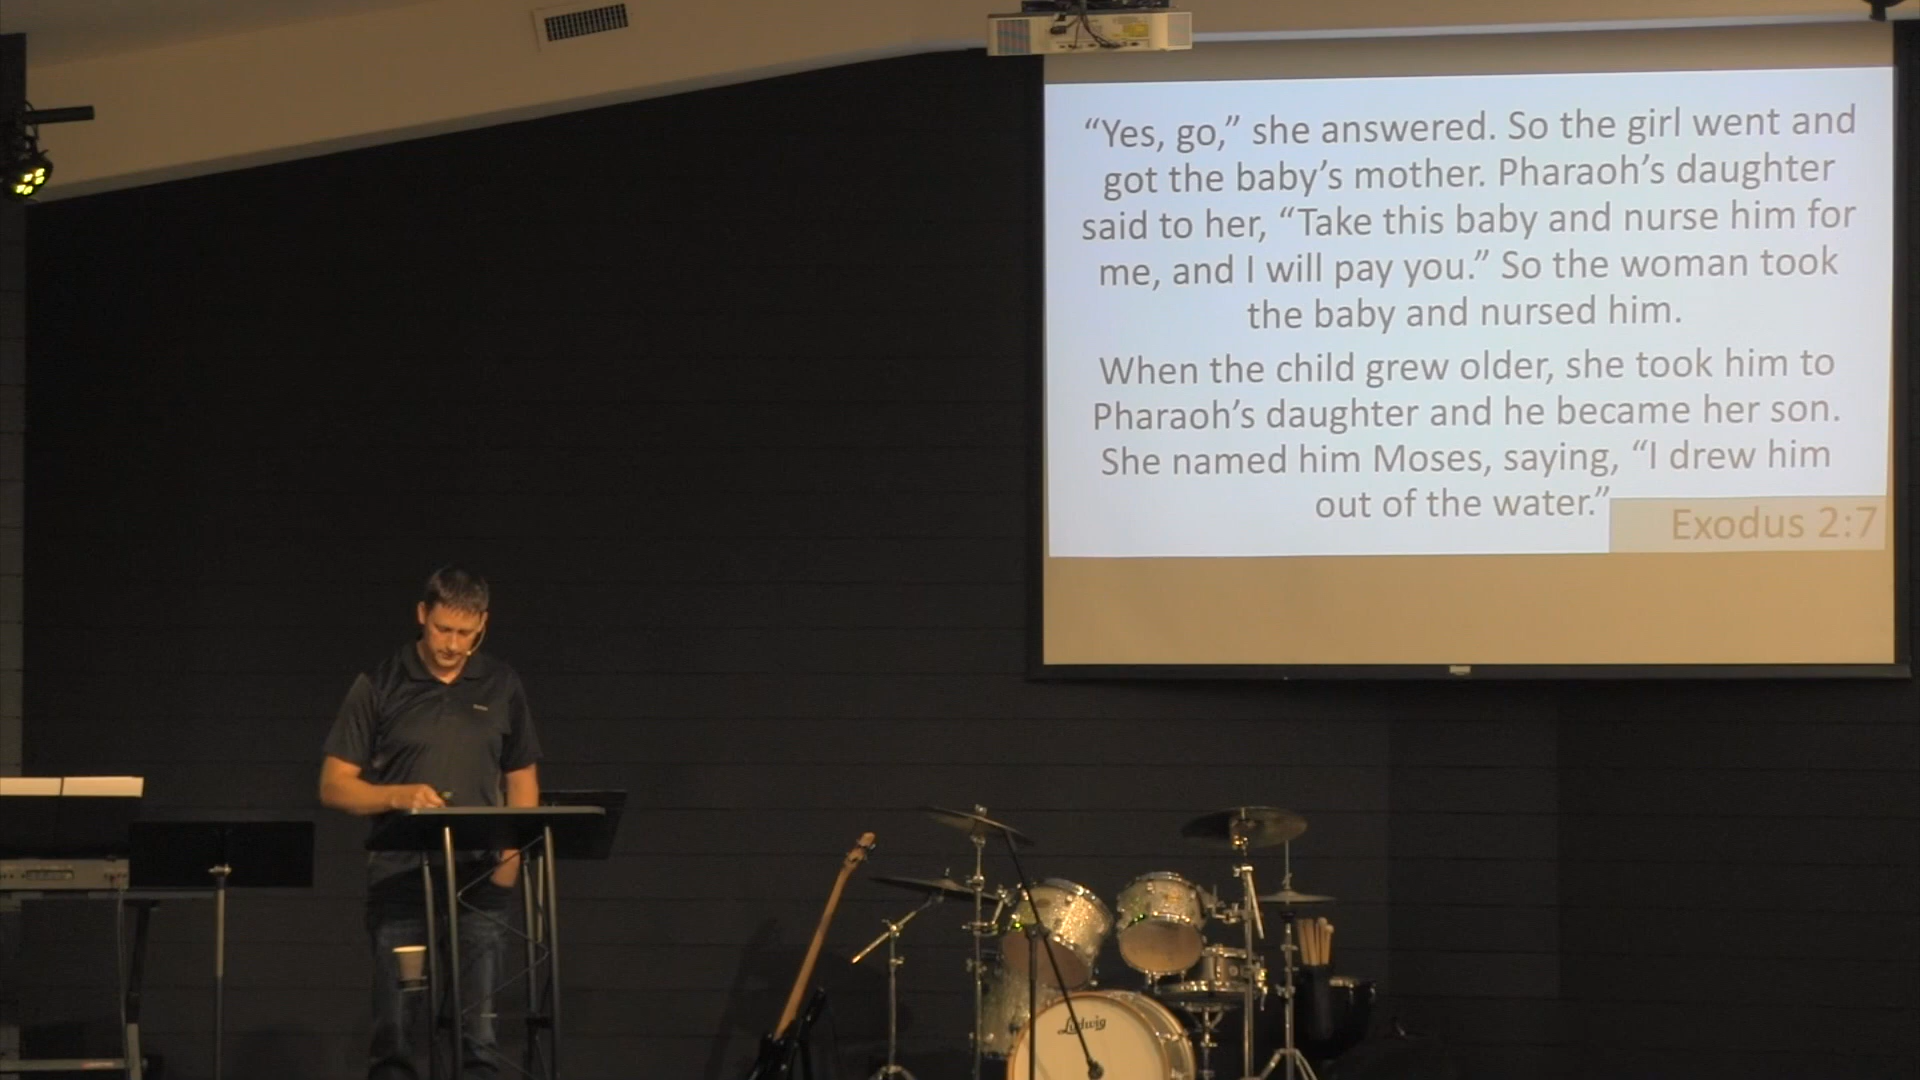 “Yes, go,” she answered. So the girl went and
got the baby’s mother. Pharaoh’s daughter
said to her, “Take this baby and nurse him for
me, and I will pay you.” So the woman took
the baby and nursed him.
When the child grew older, she took him to
Pharaoh’s daughter and he became her son.
She named him Moses, saying, “I drew him
out of the water.”
Exodus 2:7
Ludwig